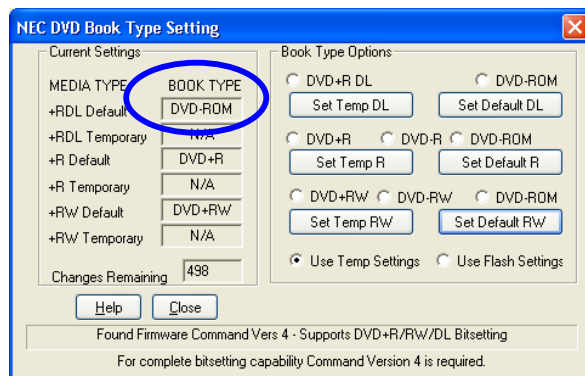 NEC DVD Book Type Setting
Current Settings
MEDIA TYPE BOOK TYPE
+RDL Default DVD-ROM
+RDL Temporary N/A
+R Default DVD+R
+R Temporary N/A
+RW Default DVD+RW
+RW Temporary N/A
Changes Remaining 498
Book Type Options
DVD+R DL DVD-ROM
Set Temp DL Set Default DL
DVD+R DVD-R DVD-ROM
Set Temp R Set Default R
DVD+RW DVD-RW DVD-ROM
Set Temp RW Set Default RW
Use Temp Settings Use Flash Settings
Help Close
Found Firmware Command Vers 4 - Supports DVD+R/RW/DL Bitsetting
For complete bitsetting capability Command Version 4 is required.